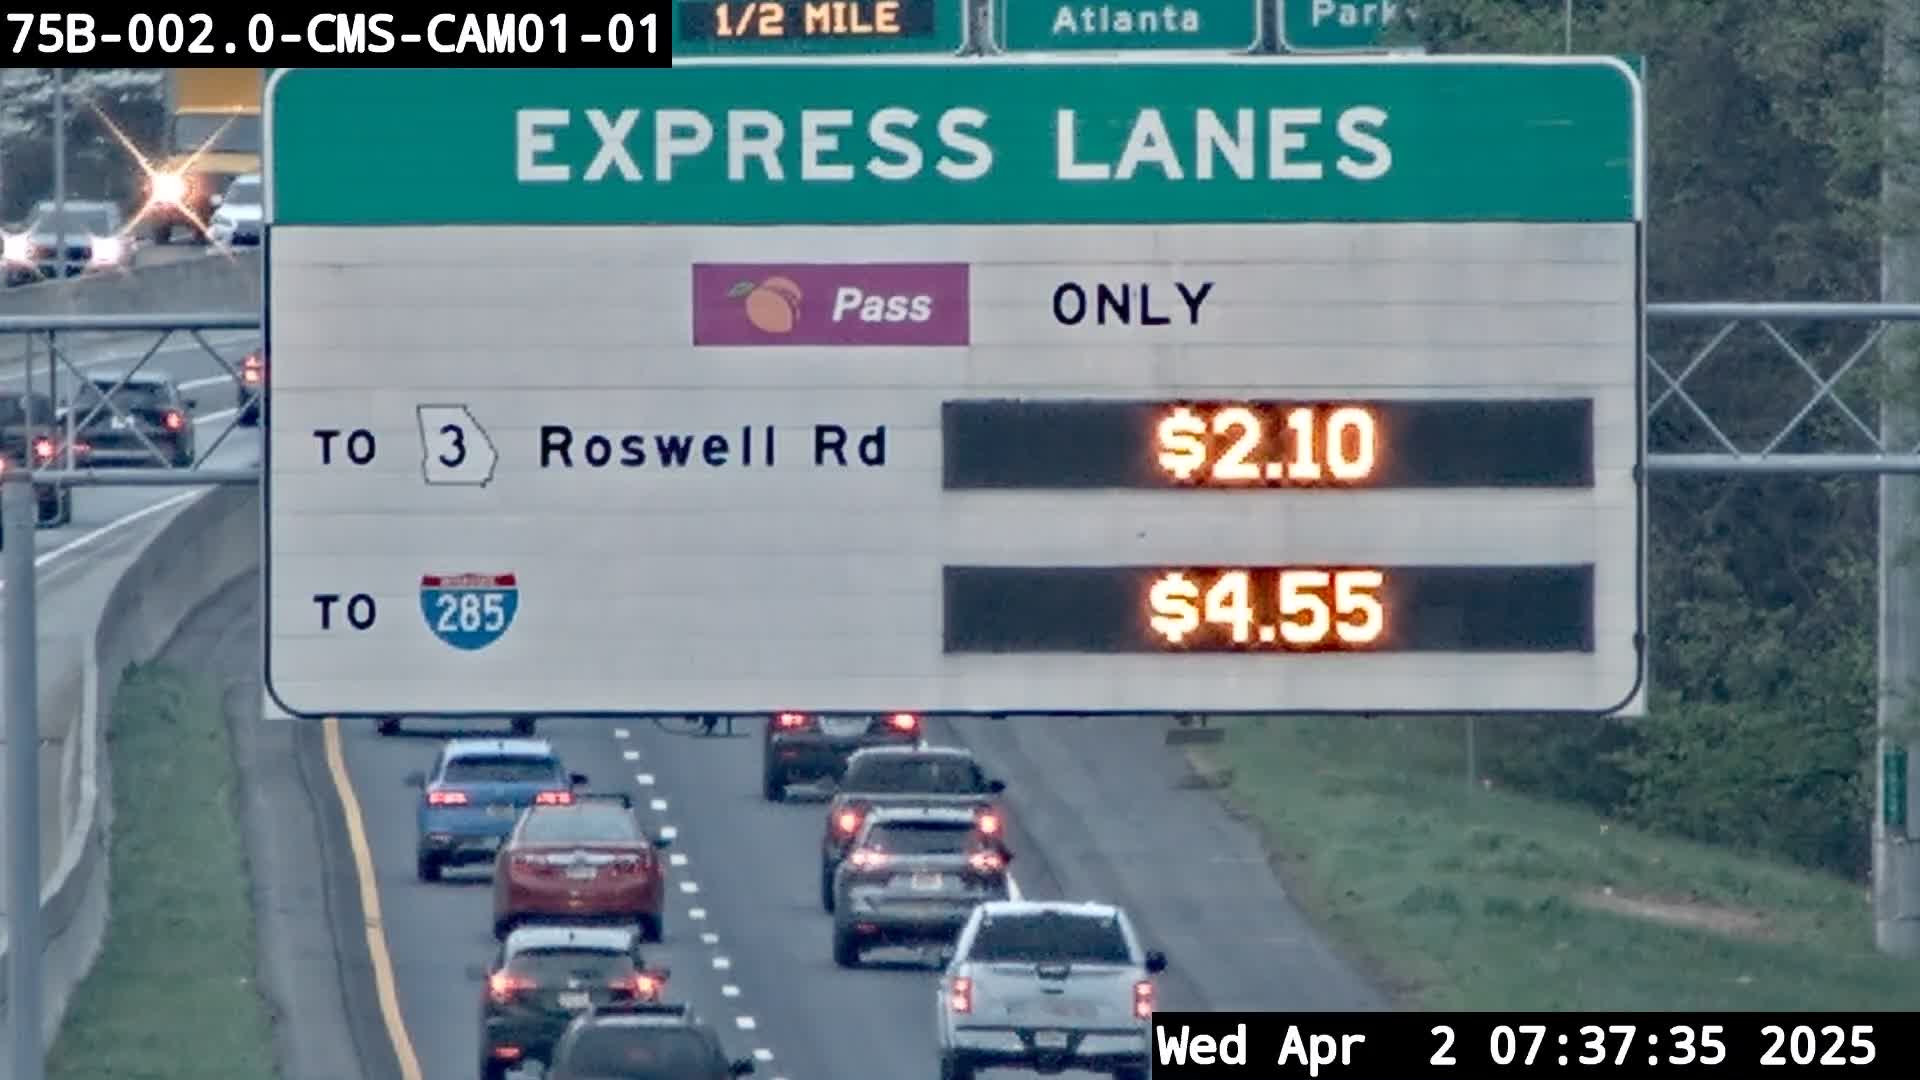 75B-002.0-CMS-CAM01-01
1/2 MILE
Atlanta
Park
EXPRESS LANES
Pass ONLY
TO 3 Roswell Rd $2.10
TO 285 $4.55
Wed Apr 2 07:37:35 2025